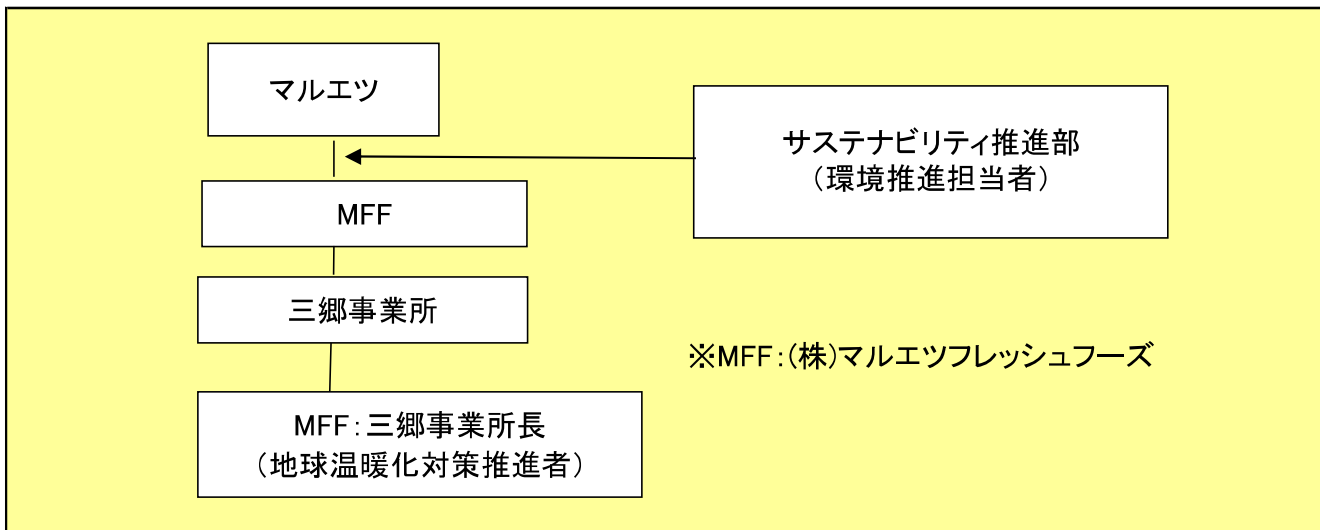 マルエツ
サステナビリティ推進部
（環境推進担当者）
MFF
三郷事業所
※MFF：(株)マルエツフレッシュフーズ
MFF：三郷事業所長
（地球温暖化対策推進者）